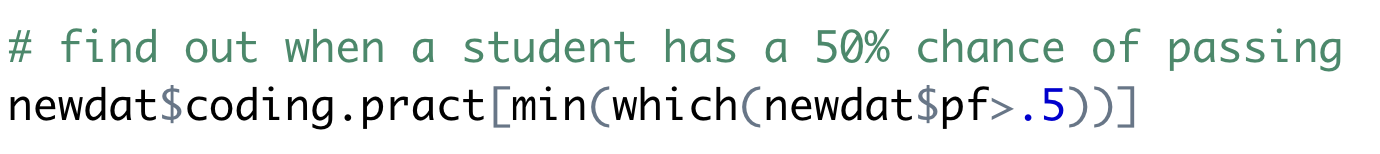 # find out when a student has a 50% chance of passing
newdat$coding.pract[min(which(newdat$pf>.5))]